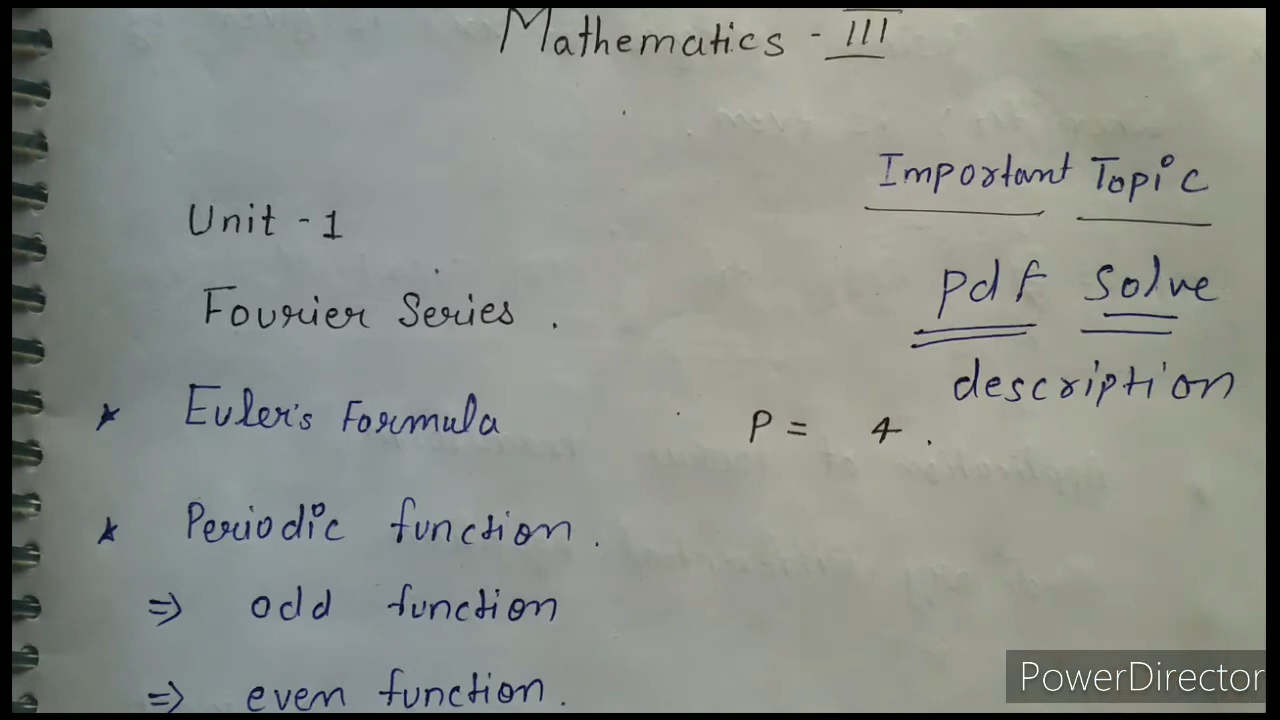 Mathematics - III
Important Topic
Unit - 1
pdf solve
Fourier Series .
description
* Euler's Formula
P = 4 .
* Periodic function .
⇒ odd function
⇒ even function .
PowerDirector